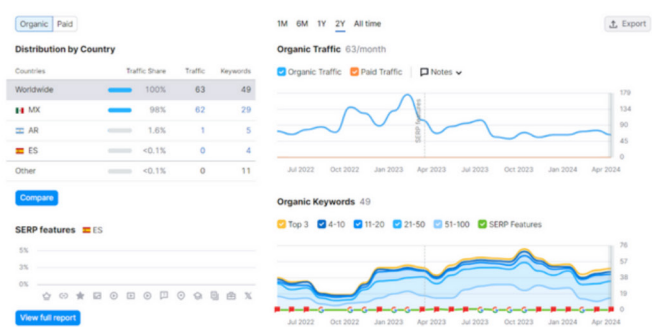 Organic Paid
1M 6M 1Y 2Y All time
Export
Distribution by Country
Organic Traffic 63/month
Countries Traffic Share Traffic Keywords
Organic Traffic Paid Traffic Notes
Worldwide 100% 63 49
MX 98% 62 29
AR 1.6% 1 5
ES <0.1% 0 4
Other <0.1% 0 11
Compare
179
134
90
45
0
SERP features
Jul 2022 Oct 2022 Jan 2023 Apr 2023 Jul 2023 Oct 2023 Jan 2024 Apr 2024
Organic Keywords 49
Top 3 4-10 11-20 21-50 51-100 SERP Features
SERP features ES
5%
3%
0%
View full report
76
57
38
19
0
Jul 2022 Oct 2022 Jan 2023 Apr 2023 Jul 2023 Oct 2023 Jan 2024 Apr 2024